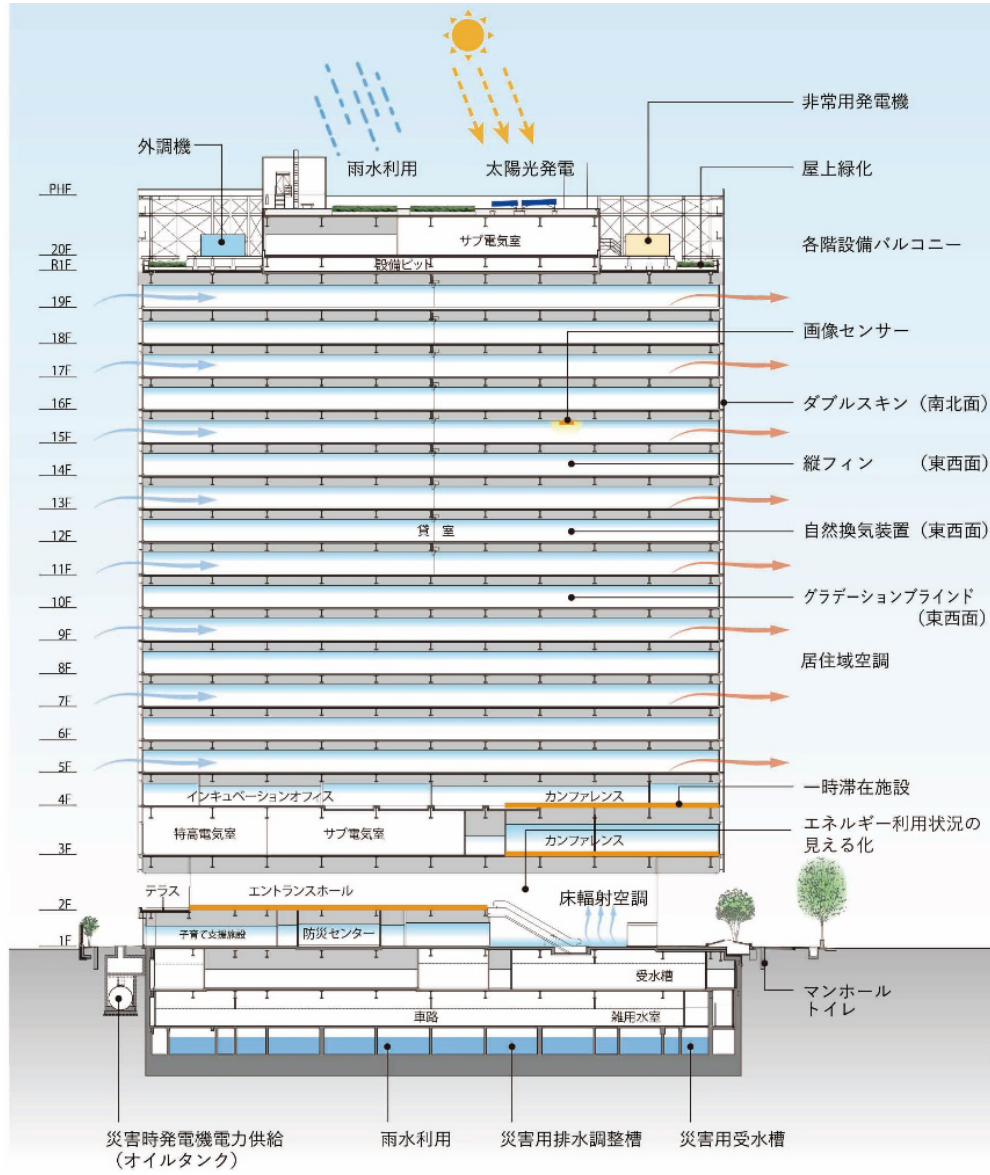 非常用発電機
外調機
雨水利用
太陽光発電
屋上緑化
PHF
サブ電気室
各階設備バルコニー
20F
R1F
設備ピット
19F
画像センサー
18F
17F
16F
ダブルスキン（南北面）
15F
縦フィン　（東西面）
14F
13F
貸 室
自然換気装置（東西面）
12F
11F
グラデーションブラインド
（東西面）
10F
9F
居住域空調
8F
7F
6F
5F
インキュベーションオフィス
カンファレンス
一時滞在施設
4F
特高電気室
サブ電気室
カンファレンス
エネルギー利用状況の
見える化
3F
テラス
エントランスホール
床輻射空調
2F
子育て支援施設
防災センター
1F
受水槽
マンホール
トイレ
車路
雑用水室
災害時発電機電力供給
（オイルタンク）
雨水利用
災害用排水調整槽
災害用受水槽